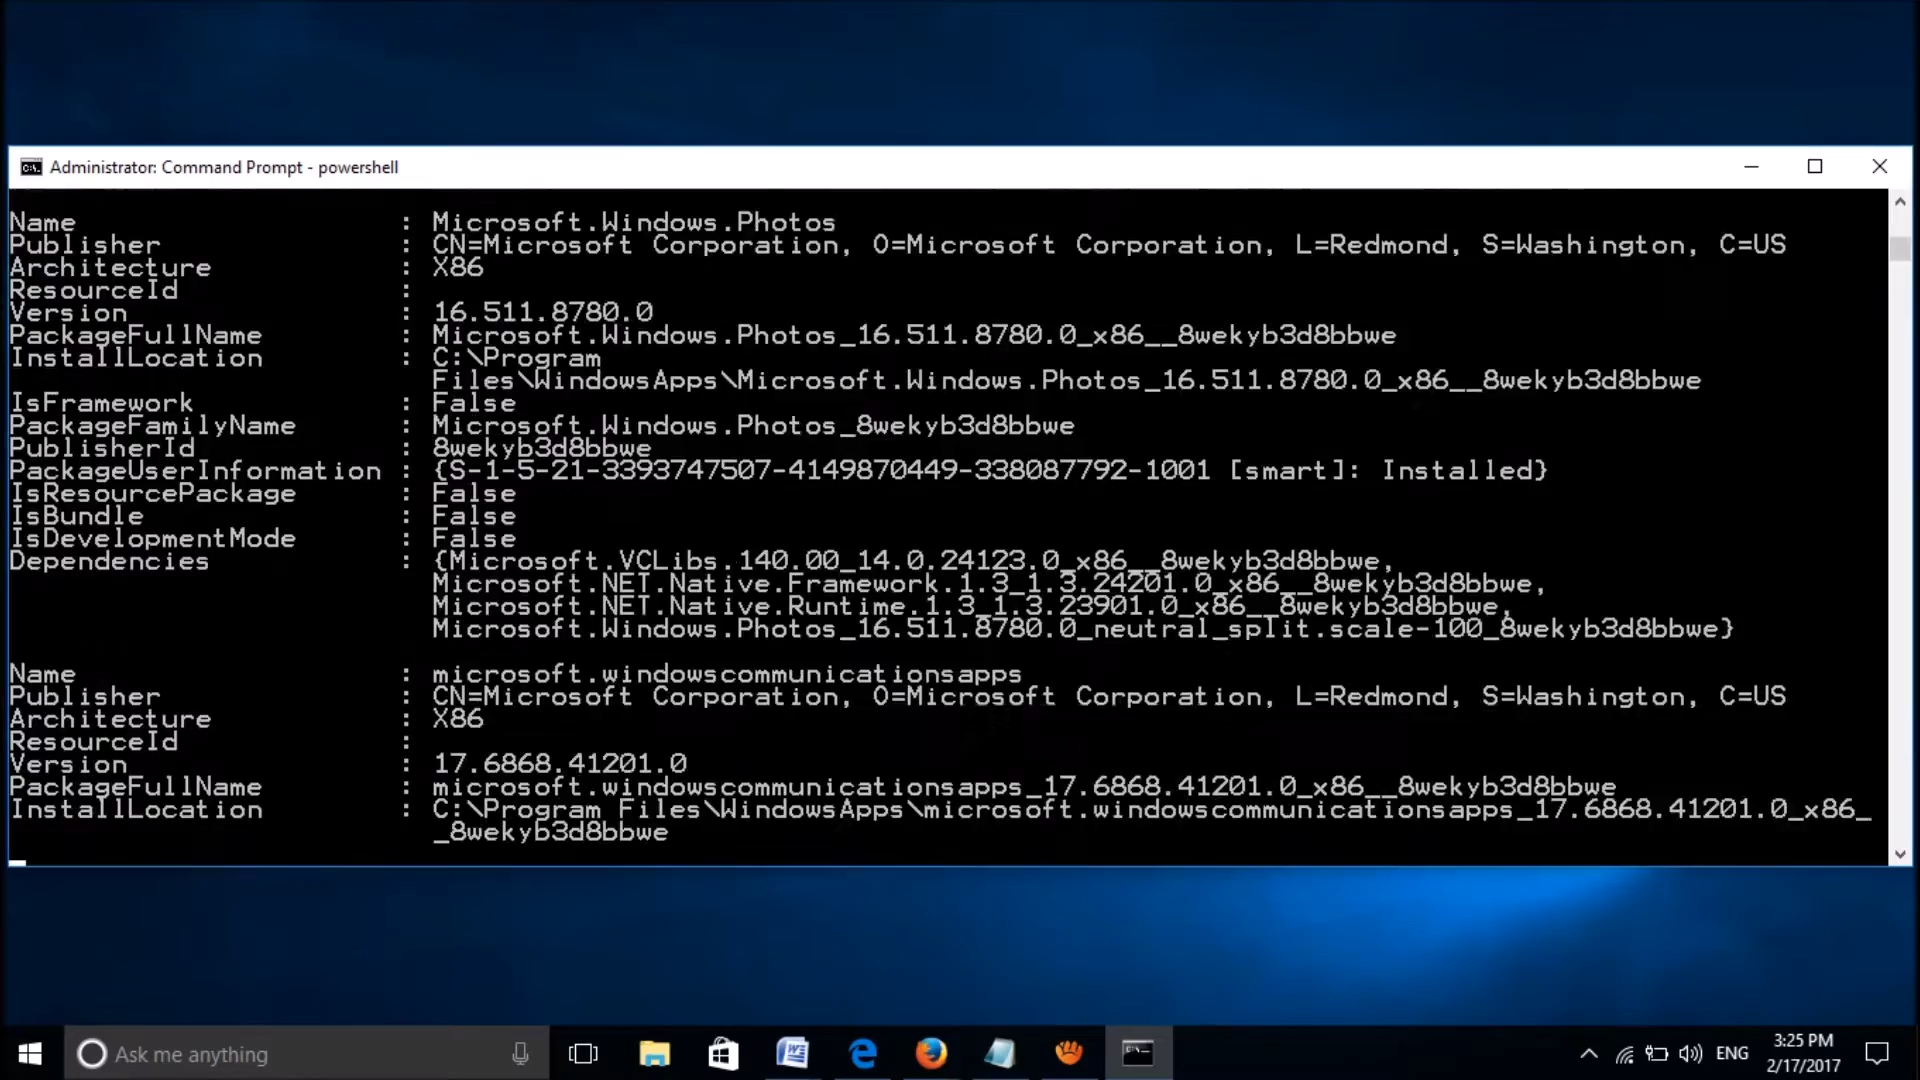 Administrator: Command Prompt - powershell
Name : Microsoft.Windows.Photos
Publisher : CN=Microsoft Corporation, O=Microsoft Corporation, L=Redmond, S=Washington, C=US
Architecture : X86
ResourceId :
Version : 16.511.8780.0
PackageFullName : Microsoft.Windows.Photos_16.511.8780.0_x86__8wekyb3d8bbwe
InstallLocation : C:\Program
Files\WindowsApps\Microsoft.Windows.Photos_16.511.8780.0_x86__8wekyb3d8bbwe
IsFramework : False
PackageFamilyName : Microsoft.Windows.Photos_8wekyb3d8bbwe
PublisherId : 8wekyb3d8bbwe
PackageUserInformation : {S-1-5-21-3393747507-4149870449-338087792-1001 [smart]: Installed}
IsResourcePackage : False
IsBundle : False
IsDevelopmentMode : False
Dependencies : {Microsoft.VCLibs.140.00_14.0.24123.0_x86__8wekyb3d8bbwe,
Microsoft.NET.Native.Framework.1.3_1.3.24201.0_x86__8wekyb3d8bbwe,
Microsoft.NET.Native.Runtime.1.3_1.3.23901.0_x86__8wekyb3d8bbwe,
Microsoft.Windows.Photos_16.511.8780.0_neutral_split.scale-100_8wekyb3d8bbwe}
Name : microsoft.windowscommunicationsapps
Publisher : CN=Microsoft Corporation, O=Microsoft Corporation, L=Redmond, S=Washington, C=US
Architecture : X86
ResourceId :
Version : 17.6868.41201.0
PackageFullName : microsoft.windowscommunicationsapps_17.6868.41201.0_x86__8wekyb3d8bbwe
InstallLocation : C:\Program Files\WindowsApps\microsoft.windowscommunicationsapps_17.6868.41201.0_x86_
_8wekyb3d8bbwe
Ask me anything
ENG
3:25 PM
2/17/2017